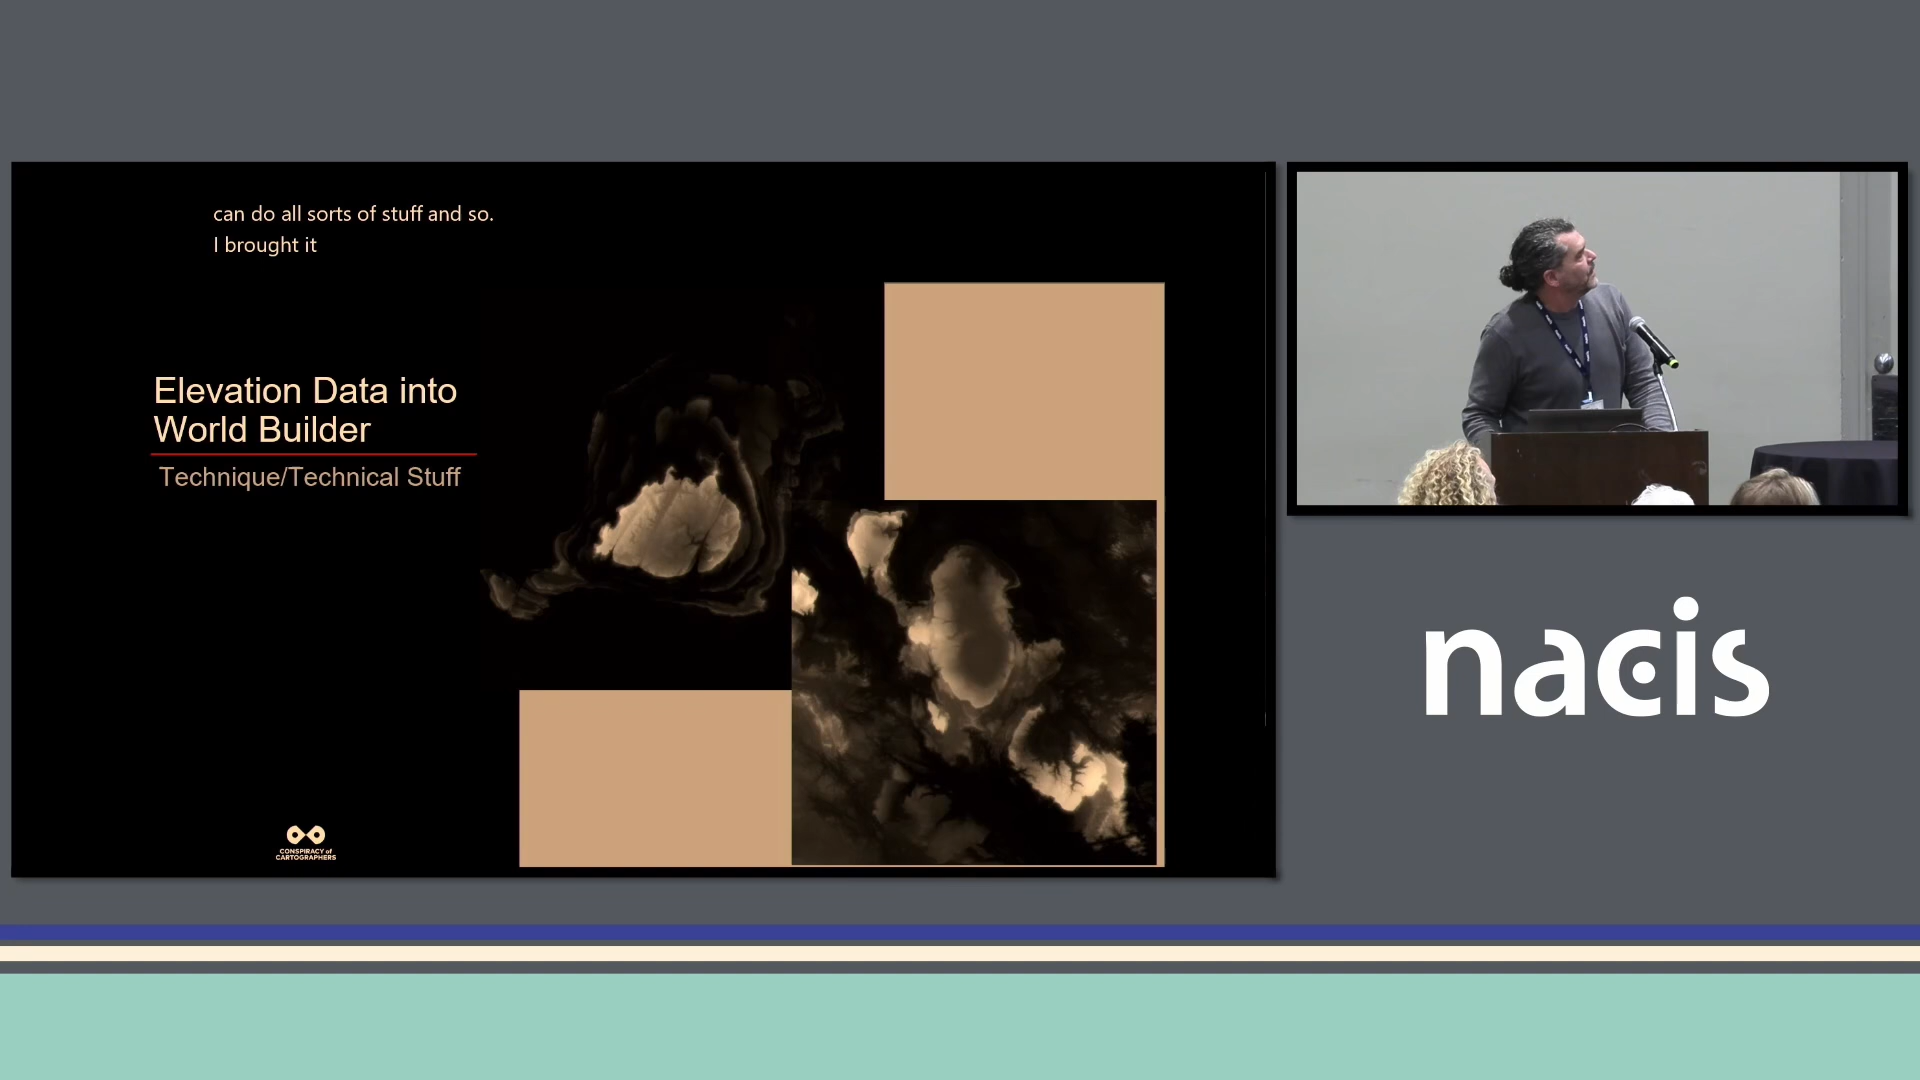 can do all sorts of stuff and so.
I brought it
Elevation Data into
World Builder
Technique/Technical Stuff
CONSPIRACY of
CARTOGRAPHERS
nacis